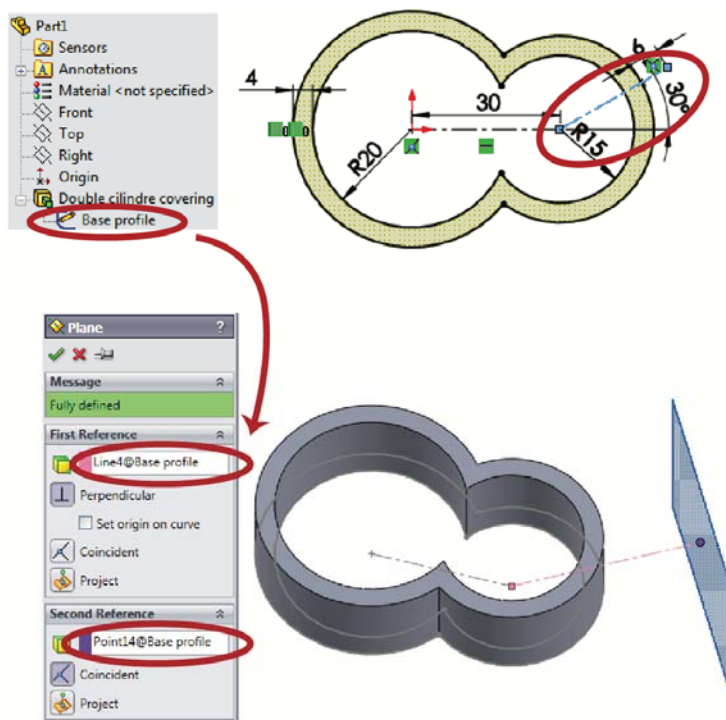 Part1
Sensors
Annotations
Material <not specified>
Front
Top
Right
Origin
Double cilindre covering
Base profile
4
30
6
30°
R20
R15
Plane
?
Message
Fully defined
First Reference
Line4@Base profile
Perpendicular
Set origin on curve
Coincident
Project
Second Reference
Point14@Base profile
Coincident
Project